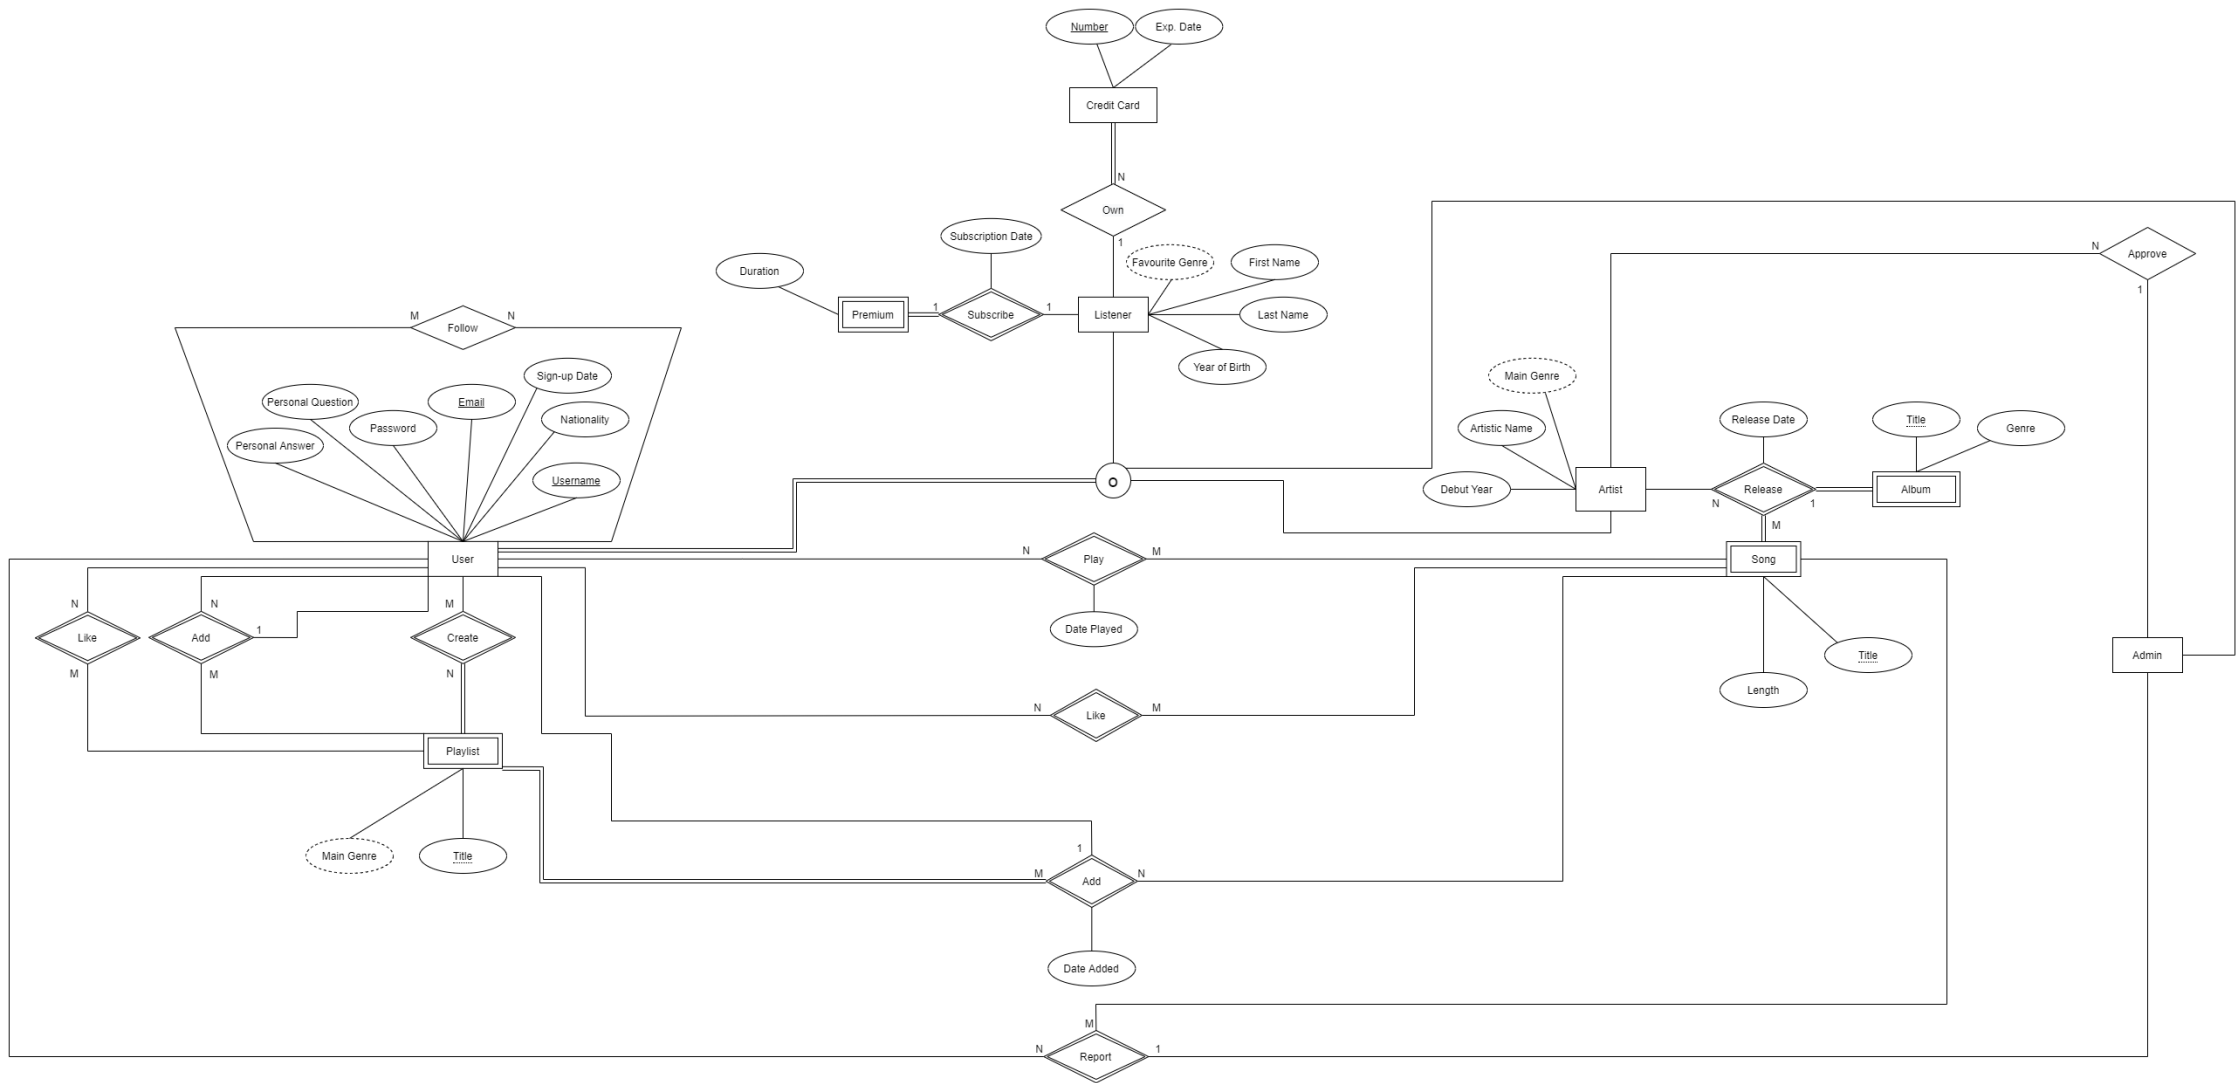 Number
Exp. Date
Credit Card
N
Own
1
Subscription Date
Favourite Genre
First Name
Duration
Premium
1
Subscribe
1
Listener
Last Name
Year of Birth
N
Approve
1
M
Follow
N
Sign-up Date
Personal Question
Email
Nationality
Password
Personal Answer
Username
Main Genre
Artistic Name
Debut Year
Artist
Release Date
Title
Genre
N
Release
1
Album
M
O
User
N
Play
M
Song
Date Played
Title
Length
Admin
N
Like
M
N
Add
1
M
M
Create
N
N
Like
M
Playlist
Main Genre
Title
1
M
Add
N
Date Added
M
N
Report
1